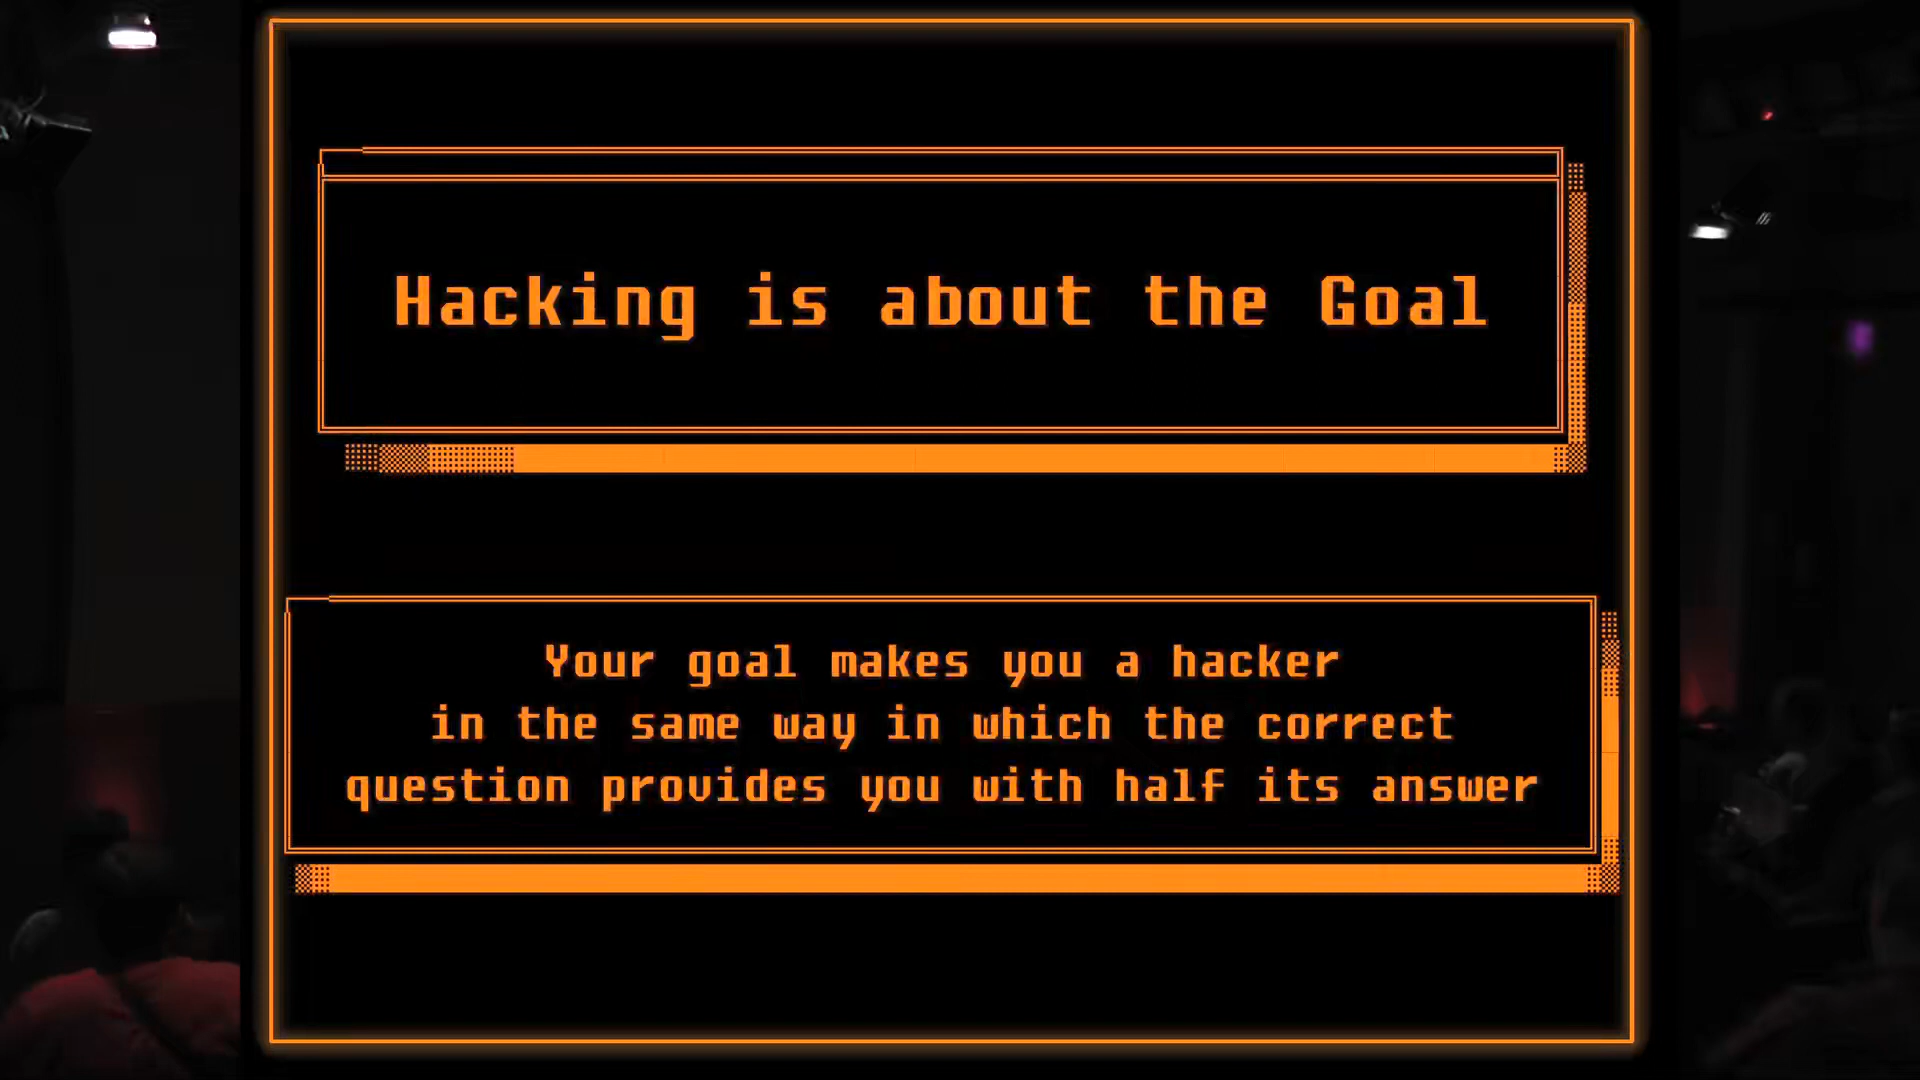 Hacking is about the Goal
Your goal makes you a hacker
in the same way in which the correct
question provides you with half its answer